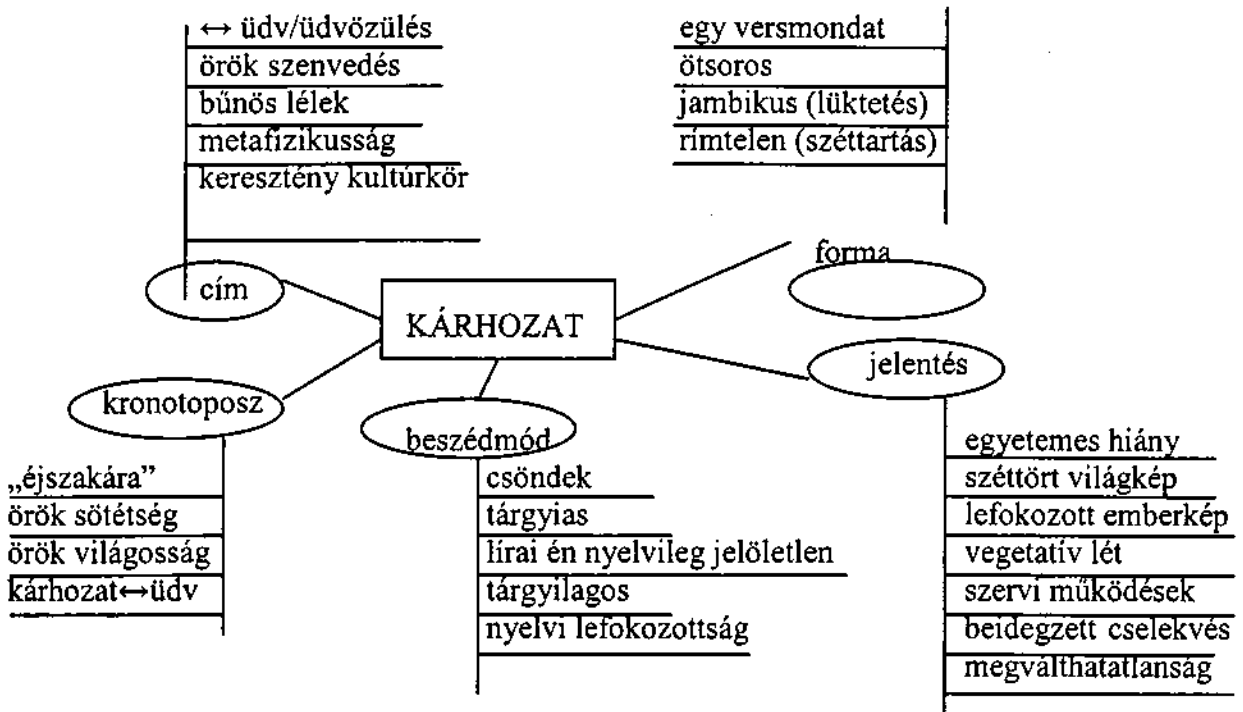 ↔ üdv/üdvözülés
örök szenvedés
bűnös lélek
metafizikusság
keresztény kultúrkör
cím
egy versmondat
ötsoros
jambikus (lüktetés)
rímtelen (széttartás)
forma
KÁRHOZAT
kronotoposz
„éjszakára”
örök sötétség
örök világosság
kárhozat↔üdv
beszédmód
csöndek
tárgyias
lírai én nyelvileg jelöletlen
tárgyilagos
nyelvi lefokozottság
jelentés
egyetemes hiány
széttört világkép
lefokozott emberkép
vegetatív lét
szervi működések
beidegzett cselekvés
megválthatatlanság